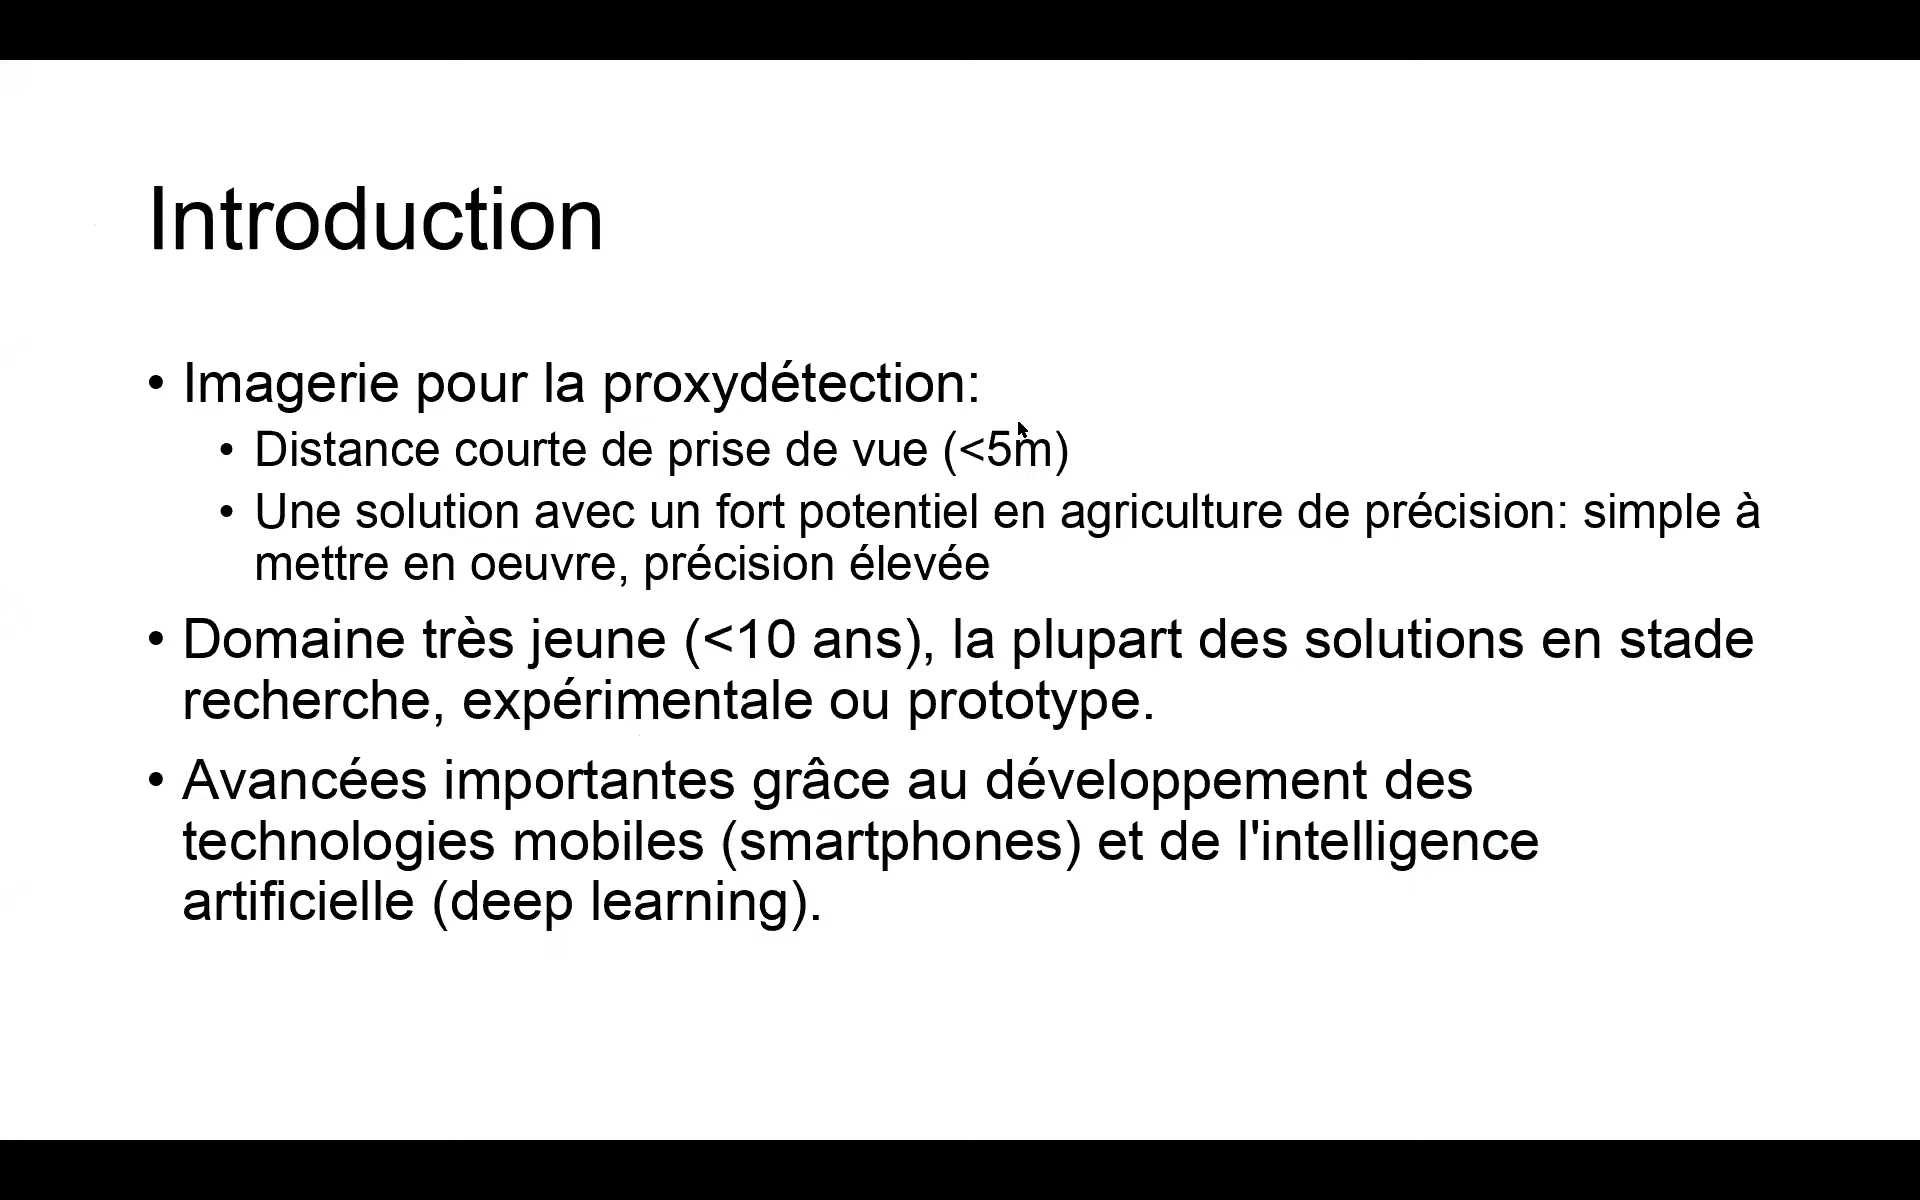 Introduction
• Imagerie pour la proxydétection:
• Distance courte de prise de vue (<5m)
• Une solution avec un fort potentiel en agriculture de précision: simple à
mettre en oeuvre, précision élevée
• Domaine très jeune (<10 ans), la plupart des solutions en stade
recherche, expérimentale ou prototype.
• Avancées importantes grâce au développement des
technologies mobiles (smartphones) et de l'intelligence
artificielle (deep learning).